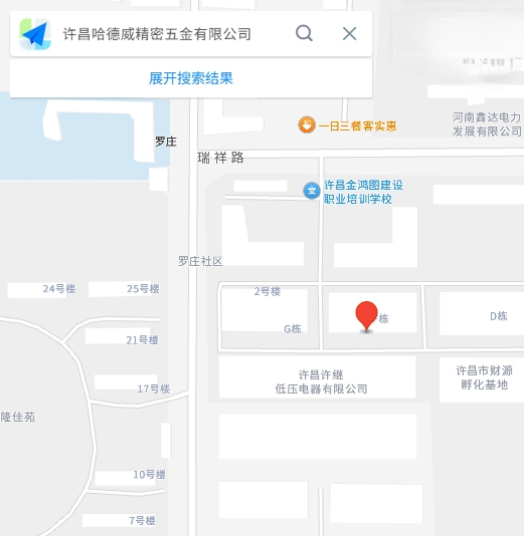 许昌哈德威精密五金有限公司
展开搜索结果
一日三餐客实惠
河南鑫达电力
发展有限公司
罗庄
瑞祥路
许昌金鸿图建设
职业培训学校
罗庄社区
24号楼
25号楼
2号楼
栋
D栋
G栋
21号楼
许昌许继
低压电器有限公司
许昌市财源
孵化基地
17号楼
隆佳苑
10号楼
7号楼